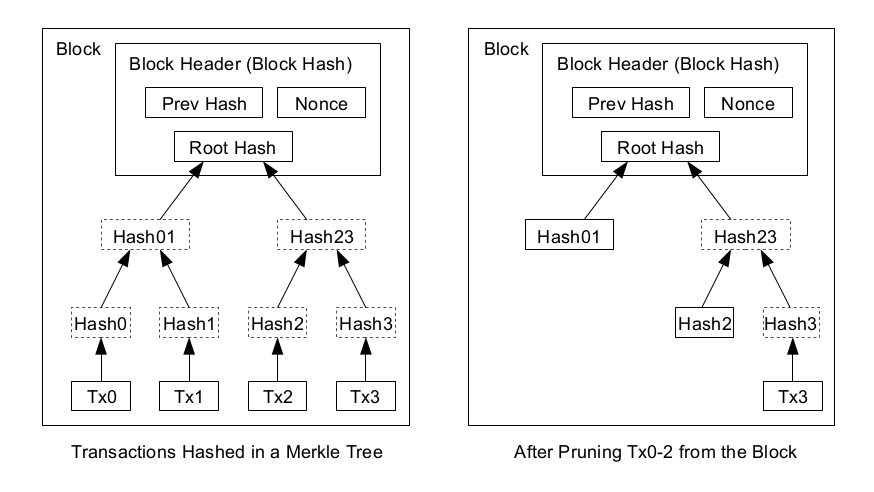 Block
Block Header (Block Hash)
Prev Hash
Nonce
Root Hash
Hash01
Hash23
Hash0
Hash1
Hash2
Hash3
Tx0
Tx1
Tx2
Tx3
Transactions Hashed in a Merkle Tree
Block
Block Header (Block Hash)
Prev Hash
Nonce
Root Hash
Hash01
Hash23
Hash2
Hash3
Tx3
After Pruning Tx0-2 from the Block